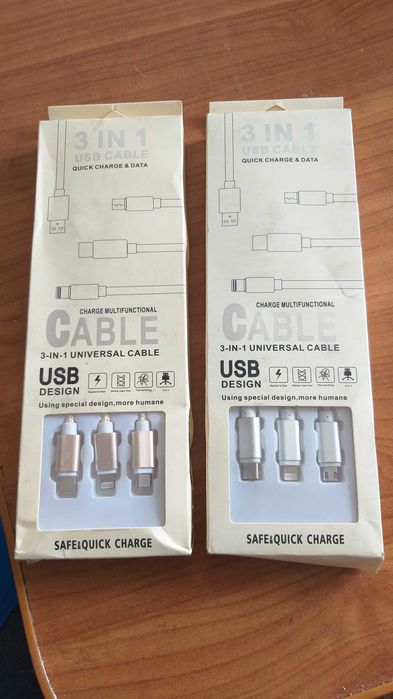 3 IN 1
USB CABLE
QUICK CHARGE & DATA
CHARGE MULTIFUNCTIONAL
CABLE
3-IN-1 UNIVERSAL CABLE
USB
DESIGN
Using special design,more humane
SAFE&QUICK CHARGE
3 IN 1
USB CABLE
QUICK CHARGE & DATA
CHARGE MULTIFUNCTIONAL
CABLE
3-IN-1 UNIVERSAL CABLE
USB
DESIGN
Using special design,more humane
SAFE&QUICK CHARGE